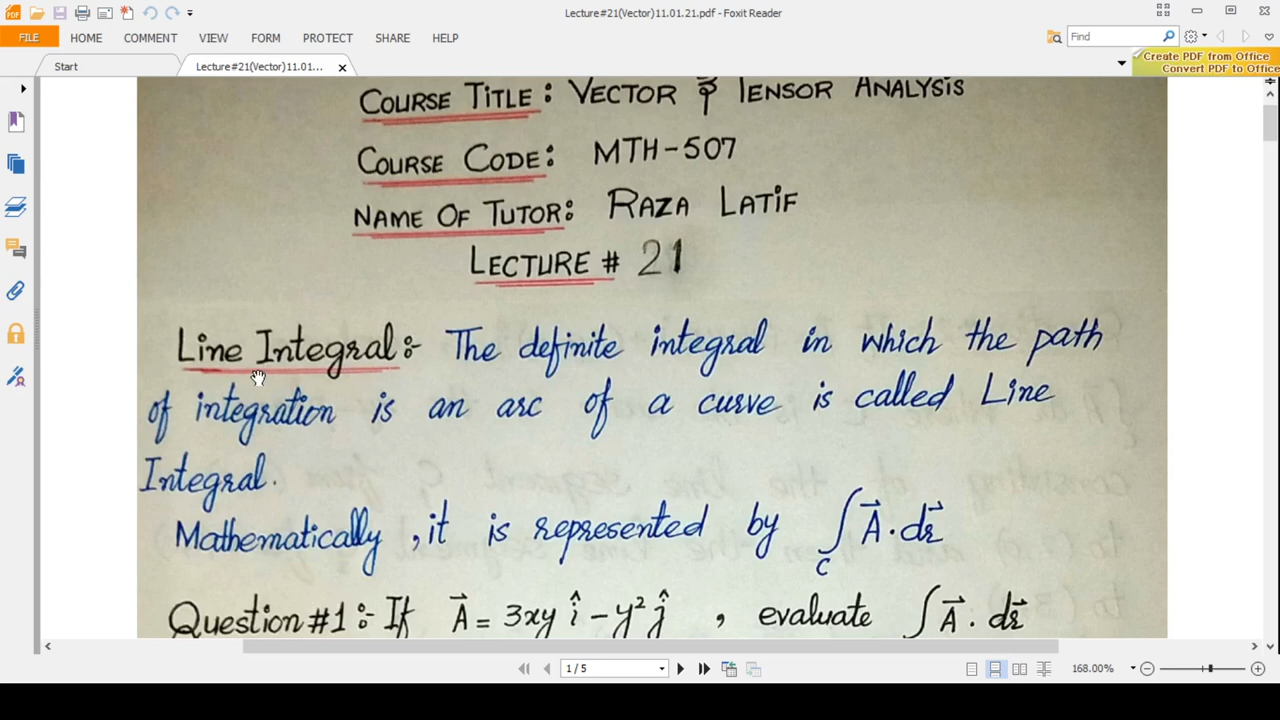 Lecture#21(Vector)11.01.21.pdf - Foxit Reader
FILE HOME COMMENT VIEW FORM PROTECT SHARE HELP
Find
Create PDF from Office
Convert PDF to Office
Start Lecture#21(Vector)11.01....
COURSE TITLE : VECTOR & TENSOR ANALYSIS
COURSE CODE: MTH-507
NAME OF TUTOR: RAZA LATIF
LECTURE # 21
Line Integral:- The definite integral in which the path
of integration is an arc of a curve is called Line
Integral.
Mathematically, it is represented by ∫_C A⃗ . dr⃗
Question #1:- If A⃗ = 3xy î - y² ĵ , evaluate ∫ A⃗ . dr⃗
1 / 5
168.00%